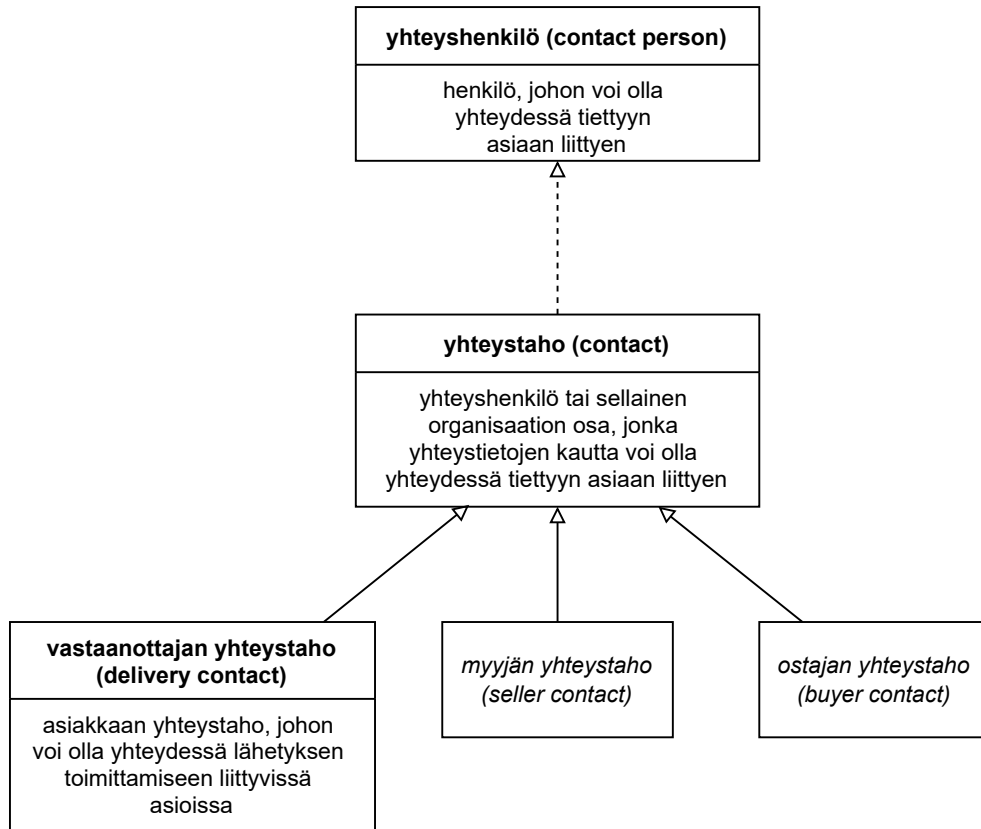 yhteyshenkilö (contact person)
henkilö, johon voi olla
yhteydessä tiettyyn
asiaan liittyen
yhteystaho (contact)
yhteyshenkilö tai sellainen
organisaation osa, jonka
yhteystietojen kautta voi olla
yhteydessä tiettyyn asiaan liittyen
vastaanottajan yhteystaho
(delivery contact)
asiakkaan yhteystaho, johon
voi olla yhteydessä lähetyksen
toimittamiseen liittyvissä
asioissa
myyjän yhteystaho
(seller contact)
ostajan yhteystaho
(buyer contact)